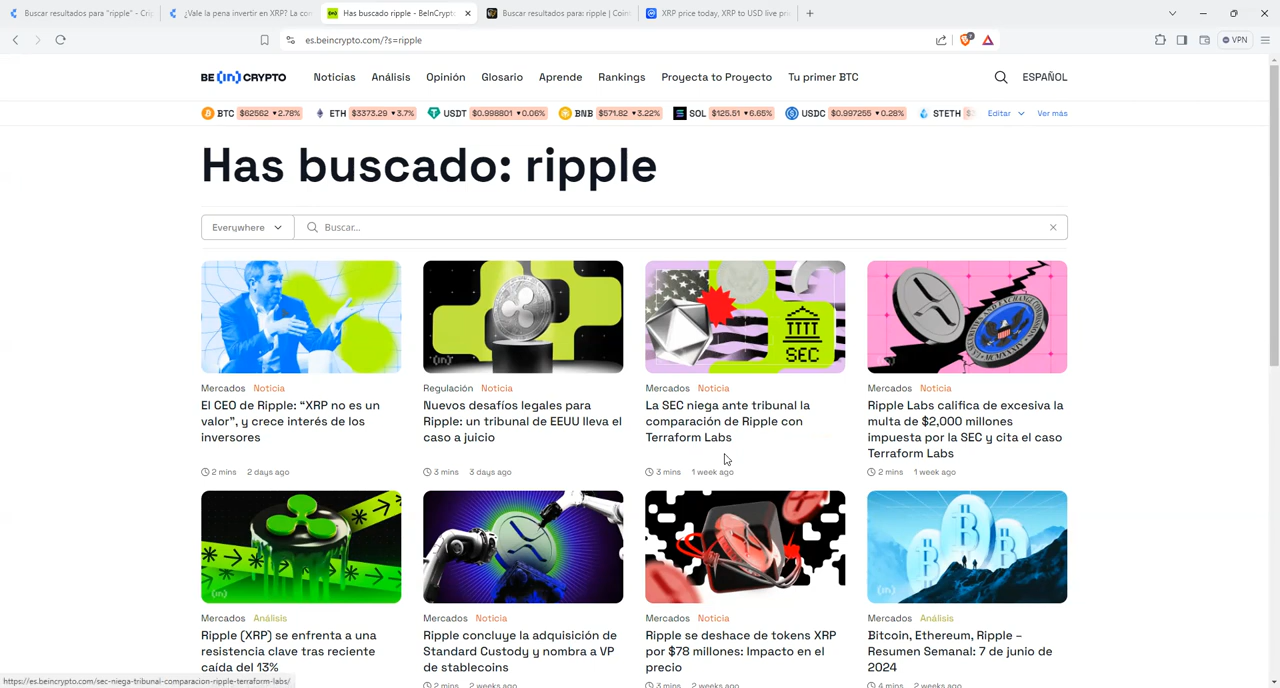 Buscar resultados para "ripple" - Crip
¿Vale la pena invertir en XRP? La con
Has buscado ripple - BeInCrypto
Buscar resultados para: ripple | Coin
XRP price today, XRP to USD live pri
es.beincrypto.com/?s=ripple
VPN
BE [in] CRYPTO
Noticias
Análisis
Opinión
Glosario
Aprende
Rankings
Proyecta to Proyecto
Tu primer BTC
ESPAÑOL
BTC $62562 ▼2.78%
ETH $3373.29 ▼3.7%
USDT $0.998801 ▼0.06%
BNB $571.82 ▼3.22%
SOL $125.51 ▼6.65%
USDC $0.997255 ▼0.28%
STETH
Editar
Ver más
Has buscado: ripple
Everywhere
Buscar...
Mercados Noticia
El CEO de Ripple: “XRP no es un
valor”, y crece interés de los
inversores
2 mins 2 days ago
Regulación Noticia
Nuevos desafíos legales para
Ripple: un tribunal de EEUU lleva el
caso a juicio
3 mins 3 days ago
SEC
Mercados Noticia
La SEC niega ante tribunal la
comparación de Ripple con
Terraform Labs
3 mins 1 week ago
Mercados Noticia
Ripple Labs califica de excesiva la
multa de $2,000 millones
impuesta por la SEC y cita el caso
Terraform Labs
2 mins 1 week ago
Mercados Análisis
Ripple (XRP) se enfrenta a una
resistencia clave tras reciente
caída del 13%
Mercados Noticia
Ripple concluye la adquisición de
Standard Custody y nombra a VP
de stablecoins
2 mins 2 weeks ago
Mercados Noticia
Ripple se deshace de tokens XRP
por $78 millones: Impacto en el
precio
3 mins 2 weeks ago
Mercados Análisis
Bitcoin, Ethereum, Ripple –
Resumen Semanal: 7 de junio de
2024
4 mins 2 weeks ago
https://es.beincrypto.com/sec-niega-tribunal-comparacion-ripple-terraform-labs/